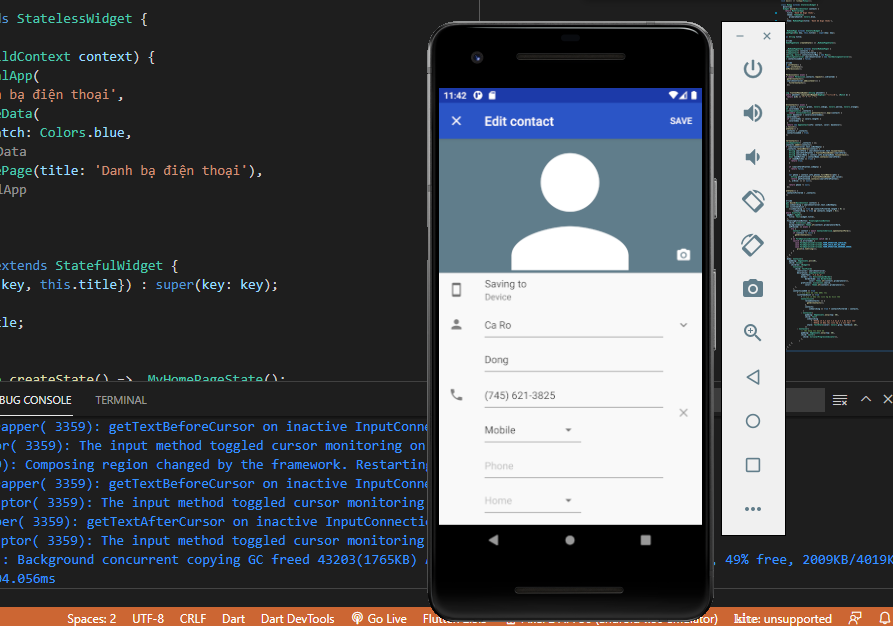 ds StatelessWidget {
ildContext context) {
alApp(
h bạ điện thoại',
eData(
atch: Colors.blue,
Data
ePage(title: 'Danh bạ điện thoại'),
lApp
extends StatefulWidget {
key, this.title}) : super(key: key);
tle;
createState() => _MyHomePageState();
BUG CONSOLE
TERMINAL
apper( 3359): getTextBeforeCursor on inactive InputConne
or( 3359): The input method toggled cursor monitoring on
9): Composing region changed by the framework. Restarting
apper( 3359): getTextBeforeCursor on inactive InputConne
ptor( 3359): The input method toggled cursor monitoring
per( 3359): getTextAfterCursor on inactive InputConnectio
ptor( 3359): The input method toggled cursor monitoring
): Background concurrent copying GC freed 43203(1765KB)
, 49% free, 2009KB/4019K
04.056ms
11:42
Edit contact
SAVE
Saving to
Device
Ca Ro
Dong
(745) 621-3825
Mobile
Phone
Home
Spaces: 2
UTF-8
CRLF
Dart
Dart DevTools
Go Live
kite: unsupported